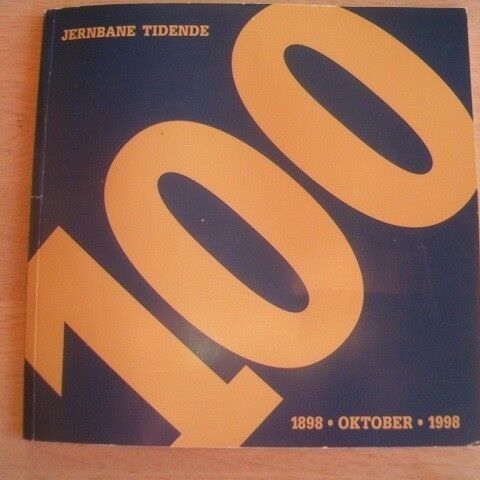 JERNBANE TIDENDE
100
1898 • OKTOBER • 1998